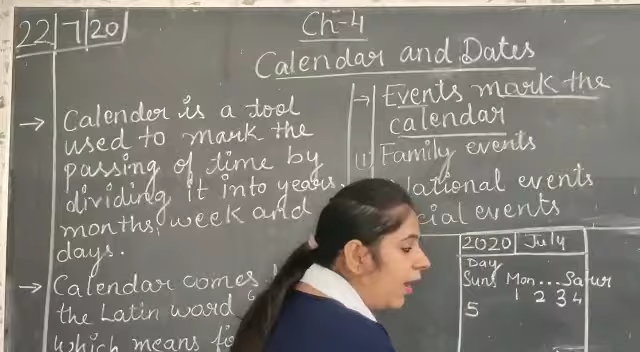 22/7/20
Ch-4
Calendar and Dates
→ Calender is a tool
used to mark the
passing of time by
dividing it into years,
months, week and
days.
→ Calendar comes
the Latin word
which means
→ Events mark the
calendar
(1) Family events
National events
events
2020 July
Day
Sun Mon... Satur
1 2 3 4
5